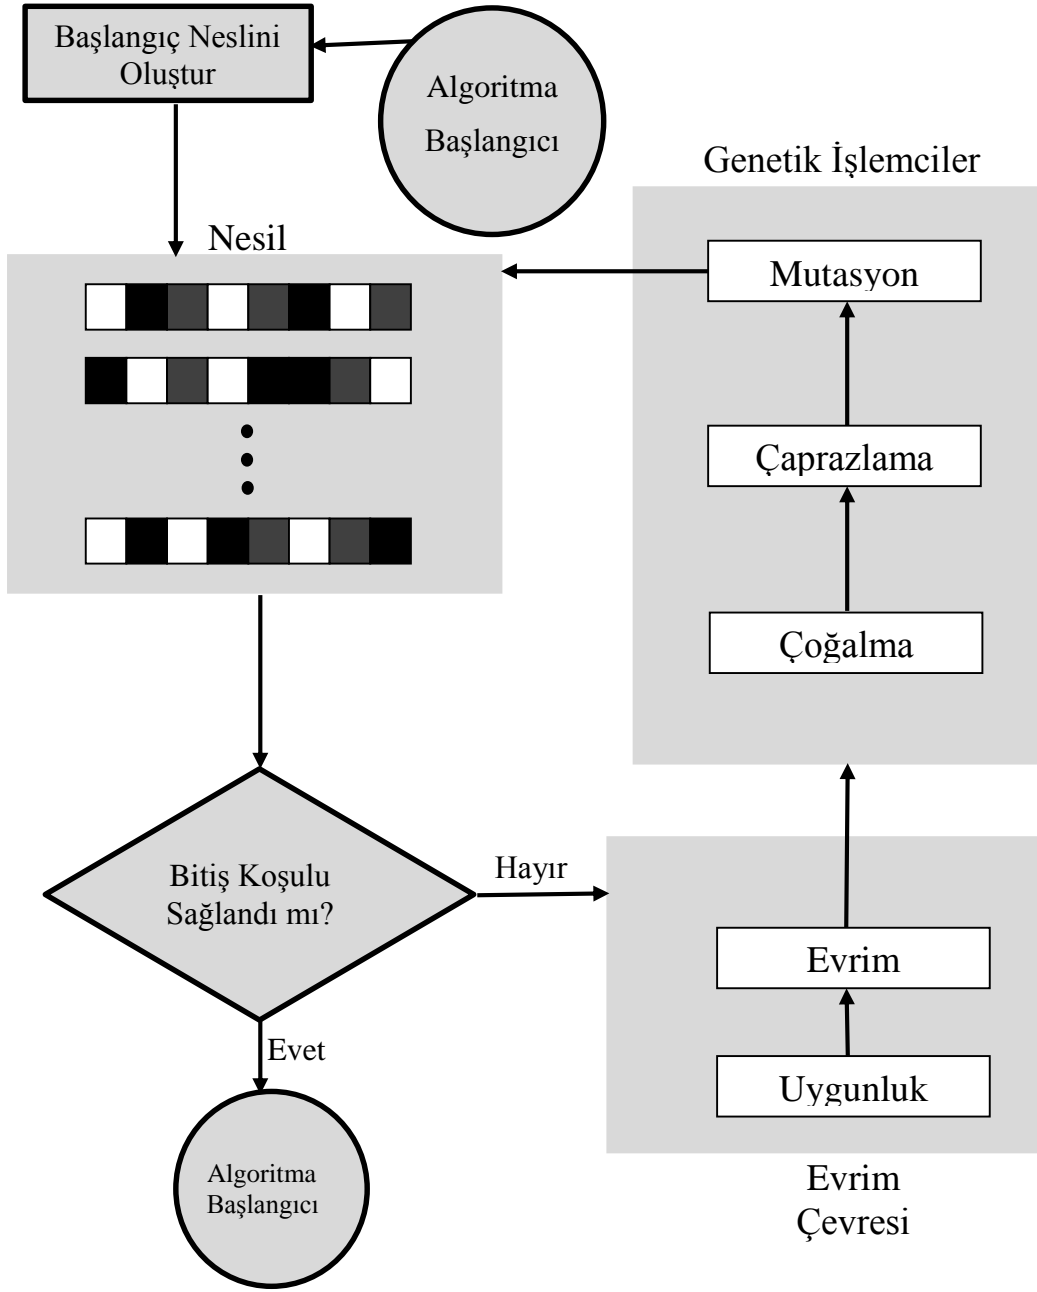 Başlangıç Neslini
Oluştur
Algoritma
Başlangıcı
Genetik İşlemciler
Nesil
Mutasyon
Çaprazlama
Çoğalma
Bitiş Koşulu
Sağlandı mı?
Hayır
Evrim
Uygunluk
Evet
Algoritma
Başlangıcı
Evrim
Çevresi